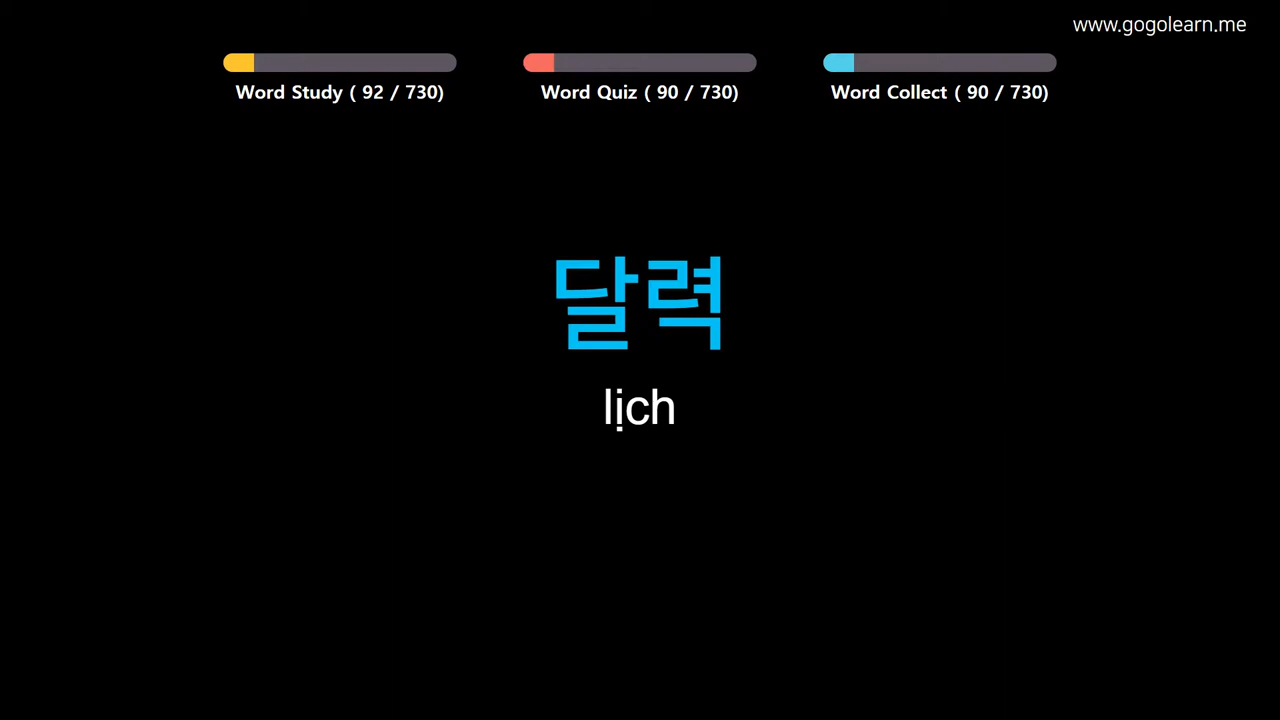 www.gogolearn.me
Word Study ( 92 / 730)
Word Quiz ( 90 / 730)
Word Collect ( 90 / 730)
달력
lịch